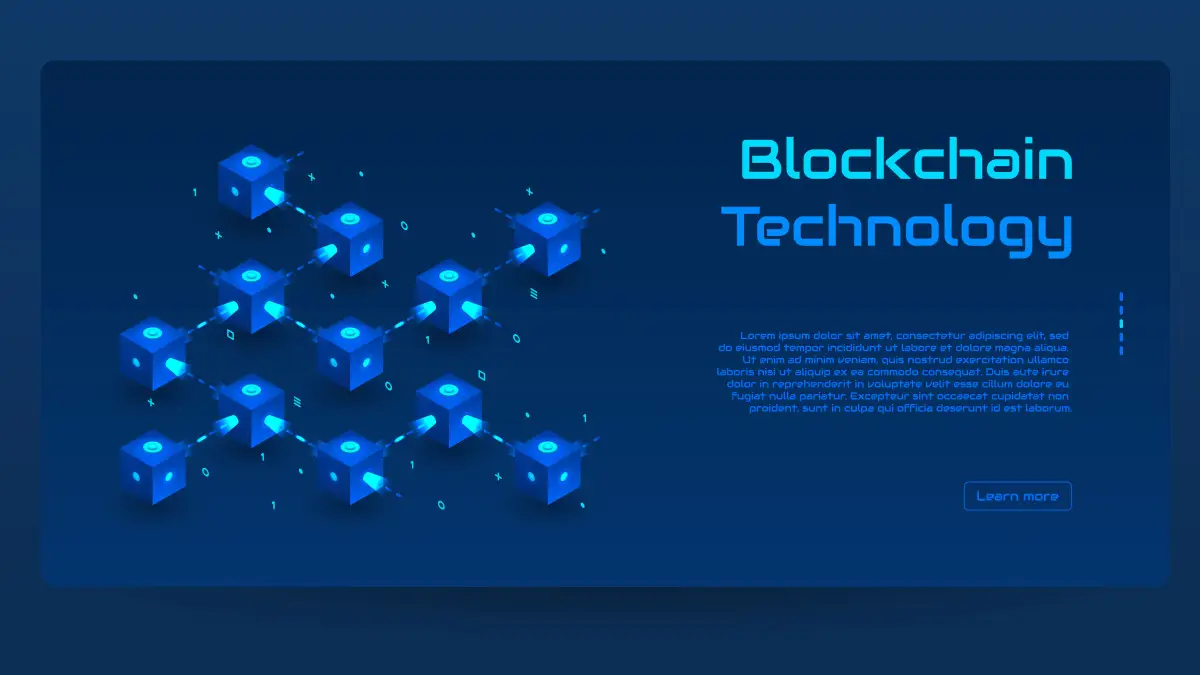 Blockchain
Technology
Lorem ipsum dolor sit amet, consectetur adipiscing elit, sed
do eiusmod tempor incididunt ut labore et dolore magna aliqua.
Ut enim ad minim veniam, quis nostrud exercitation ullamco
laboris nisi ut aliquip ex ea commodo consequat. Duis aute irure
dolor in reprehenderit in voluptate velit esse cillum dolore eu
fugiat nulla pariatur. Excepteur sint occaecat cupidatat non
proident, sunt in culpa qui officia deserunt id est laborum.
Learn more